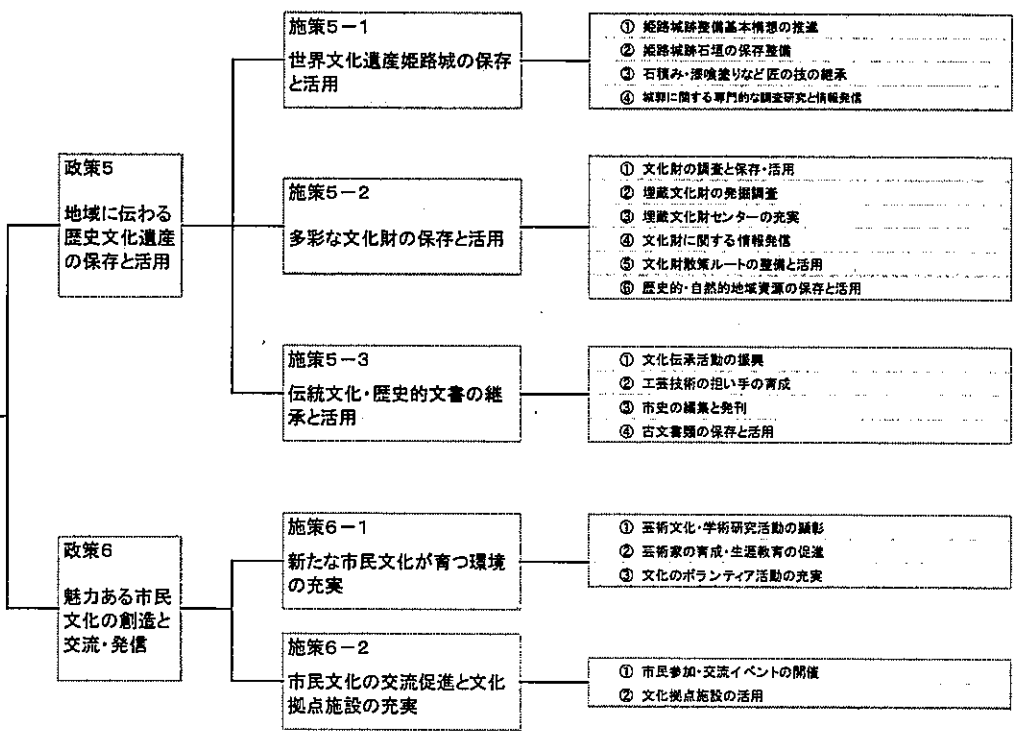 政策5
地域に伝わる
歴史文化遺産
の保存と活用
施策5－1
世界文化遺産姫路城の保存
と活用
① 姫路城跡整備基本構想の推進
② 姫路城跡石垣の保存整備
③ 石積み・漆喰塗りなど匠の技の継承
④ 城郭に関する専門的な調査研究と情報発信
施策5－2
多彩な文化財の保存と活用
① 文化財の調査と保存・活用
② 埋蔵文化財の発掘調査
③ 埋蔵文化財センターの充実
④ 文化財に関する情報発信
⑤ 文化財散策ルートの整備と活用
⑥ 歴史的・自然的地域資源の保存と活用
施策5－3
伝統文化・歴史的文書の継
承と活用
① 文化伝承活動の振興
② 工芸技術の担い手の育成
③ 市史の編集と発刊
④ 古文書類の保存と活用
政策6
魅力ある市民
文化の創造と
交流・発信
施策6－1
新たな市民文化が育つ環境
の充実
① 芸術文化・学術研究活動の顕彰
② 芸術家の育成・生涯教育の促進
③ 文化のボランティア活動の充実
施策6－2
市民文化の交流促進と文化
拠点施設の充実
① 市民参加・交流イベントの開催
② 文化拠点施設の活用